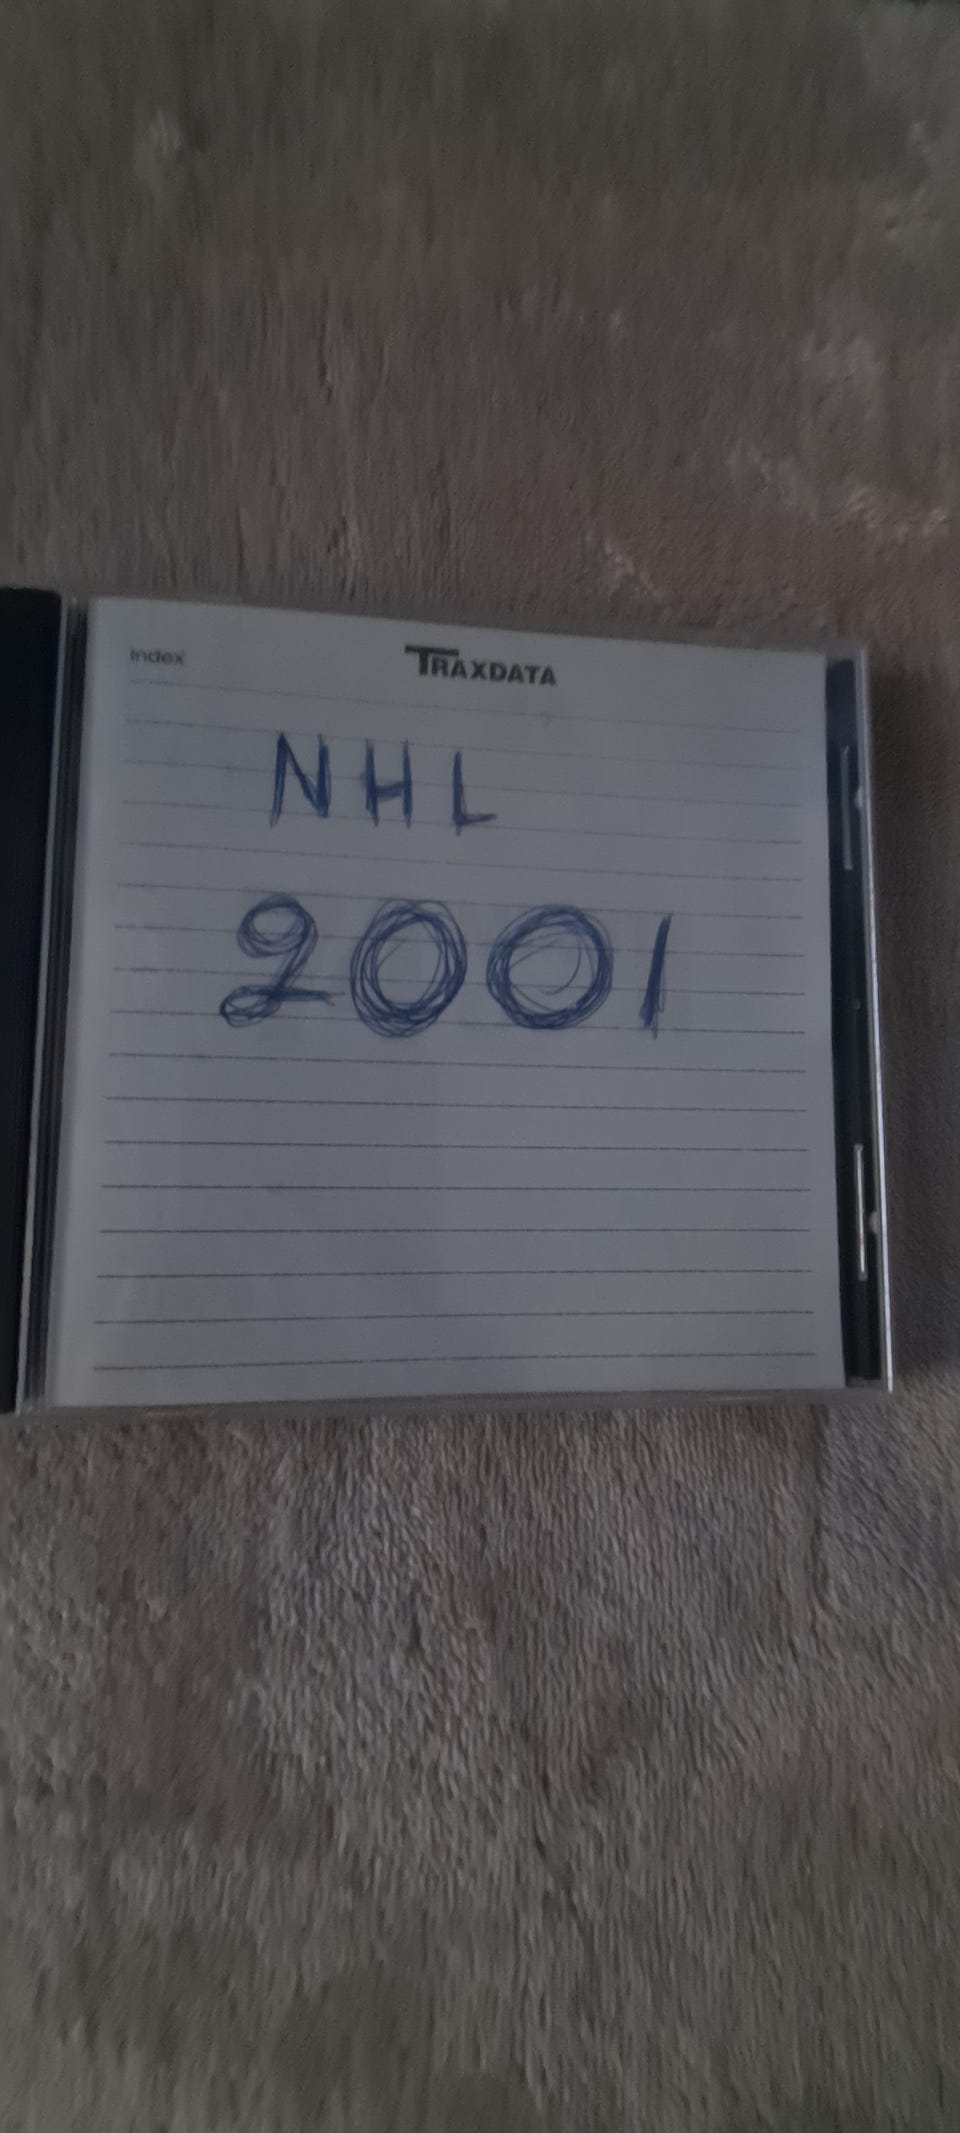 Index
TRAXDATA
NHL
2001